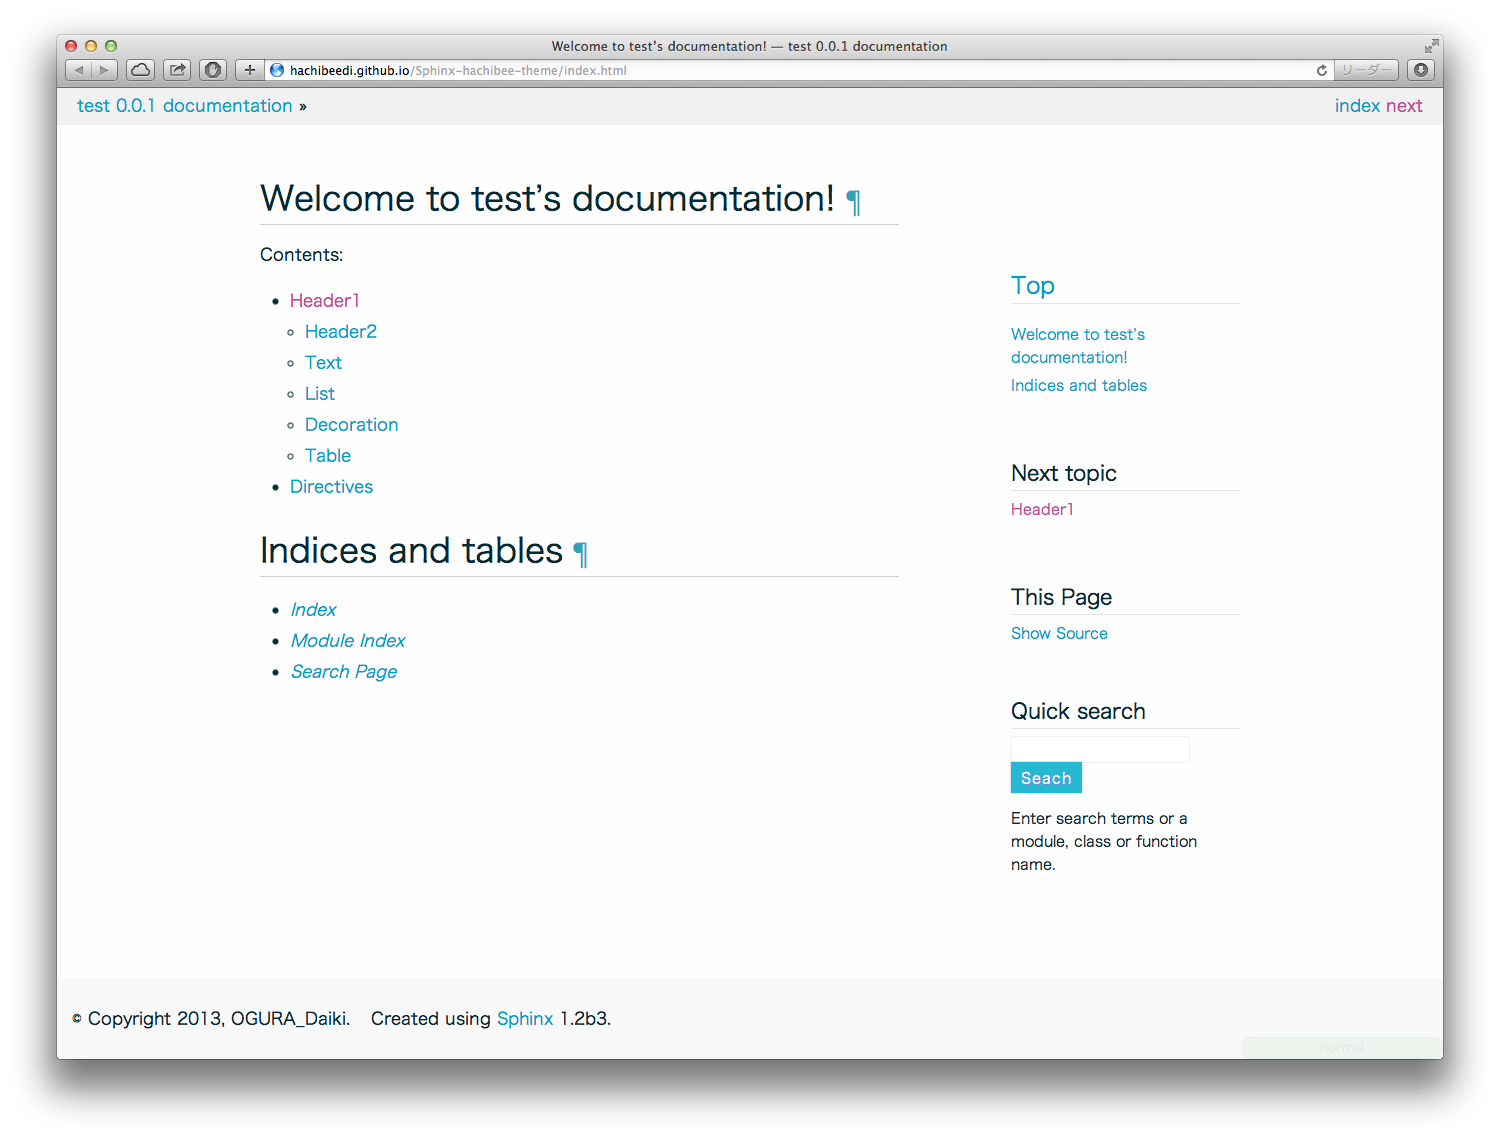 Welcome to test's documentation! — test 0.0.1 documentation
hachibeedi.github.io/Sphinx-hachibee-theme/index.html
リーダー
test 0.0.1 documentation »
index next
Welcome to test's documentation! ¶
Contents:
• Header1
◦ Header2
◦ Text
◦ List
◦ Decoration
◦ Table
• Directives
Indices and tables ¶
• Index
• Module Index
• Search Page
Top
Welcome to test's
documentation!
Indices and tables
Next topic
Header1
This Page
Show Source
Quick search
Seach
Enter search terms or a
module, class or function
name.
© Copyright 2013, OGURA_Daiki. Created using Sphinx 1.2b3.
normal